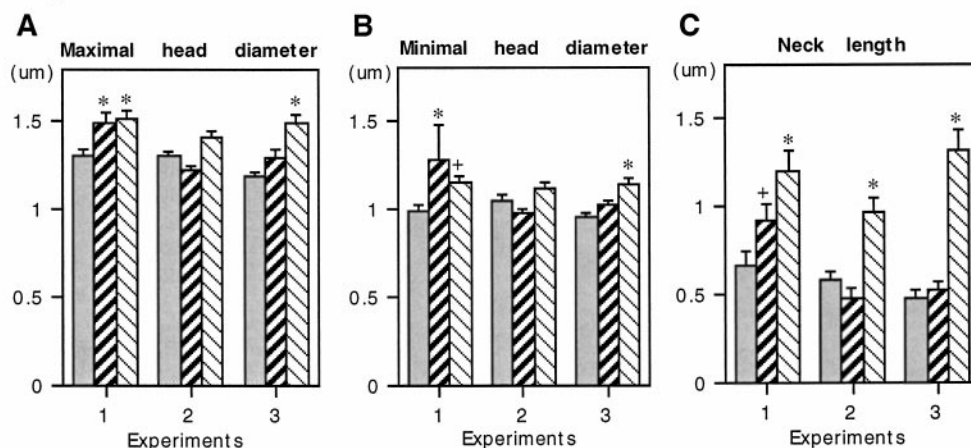 A
Maximal head diameter
(um)
1.5
1
0.5
0
* * *
1 2 3
Experiments
B
Minimal head diameter
(um)
1.5
1
0.5
0
* + *
1 2 3
Experiments
C
Neck length
(um)
1.5
1
0.5
0
+ * * *
1 2 3
Experiments